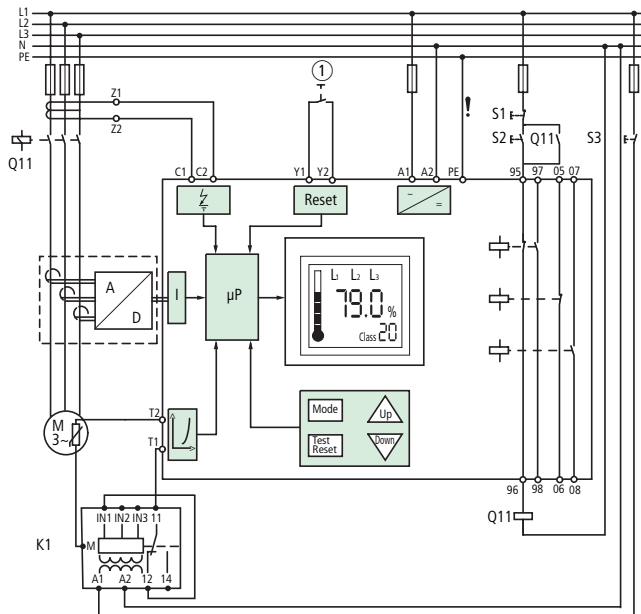 L1
L2
L3
N
PE
1
Z1
Z2
!
S1
S2
Q11
S3
Q11
C1 C2
Y1 Y2
A1 A2 PE
95 97 05 07
Reset
~
=
L1 L2 L3
79.0 %
Class 20
A
D
I
µP
Mode
Up
Test
Reset
Down
M
3~
T2
T1
96 98 06 08
Q11
IN1 IN2 IN3 11
K1
M
A1 A2 12 14